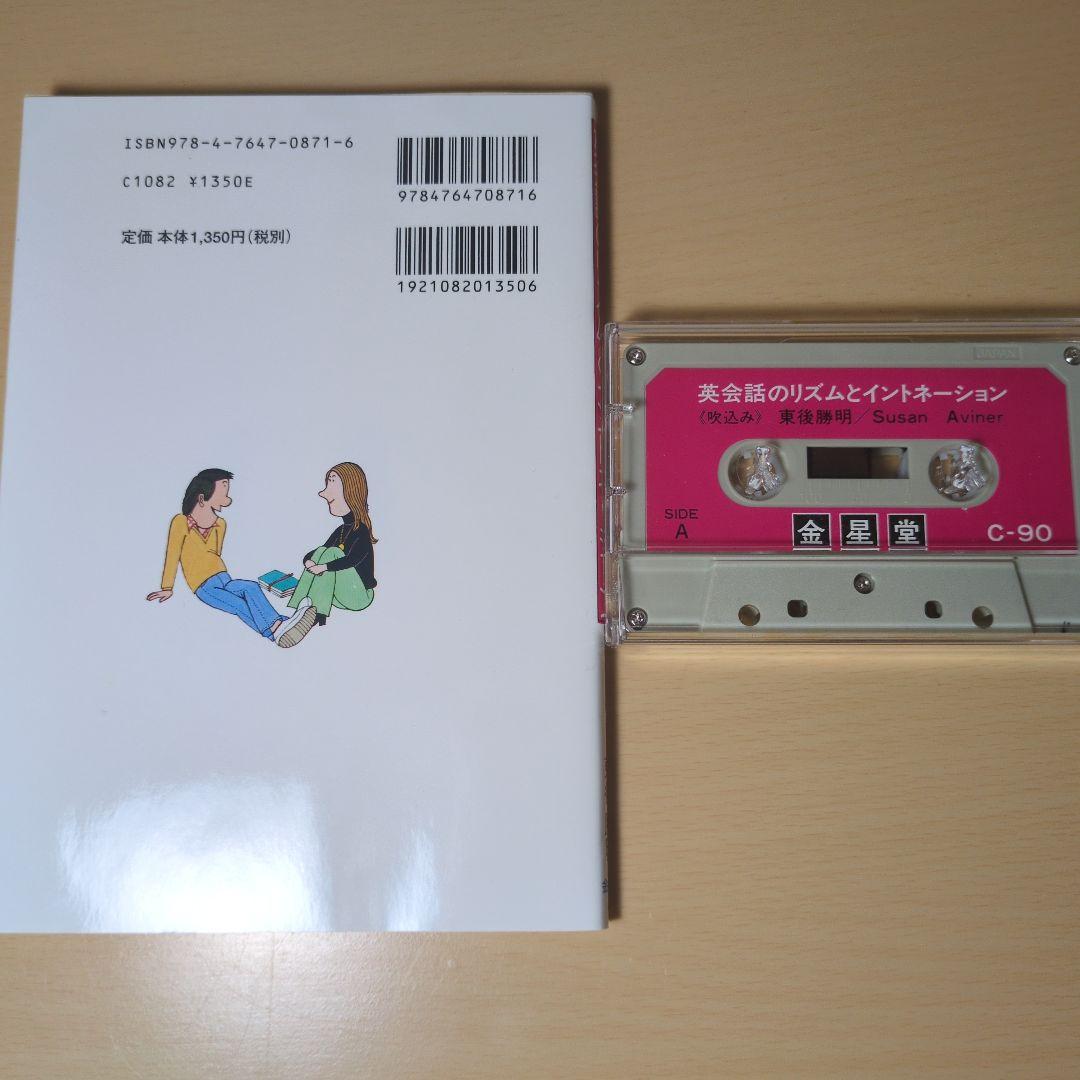 ISBN978-4-7647-0871-6
C1082 ¥1350E
定価 本体1,350円(税別)
9784764708716
1921082013506
JAPAN
英会話のリズムとイントネーション
《吹込み》 東後勝明/Susan Aviner
SIDE
A
金星堂
C-90